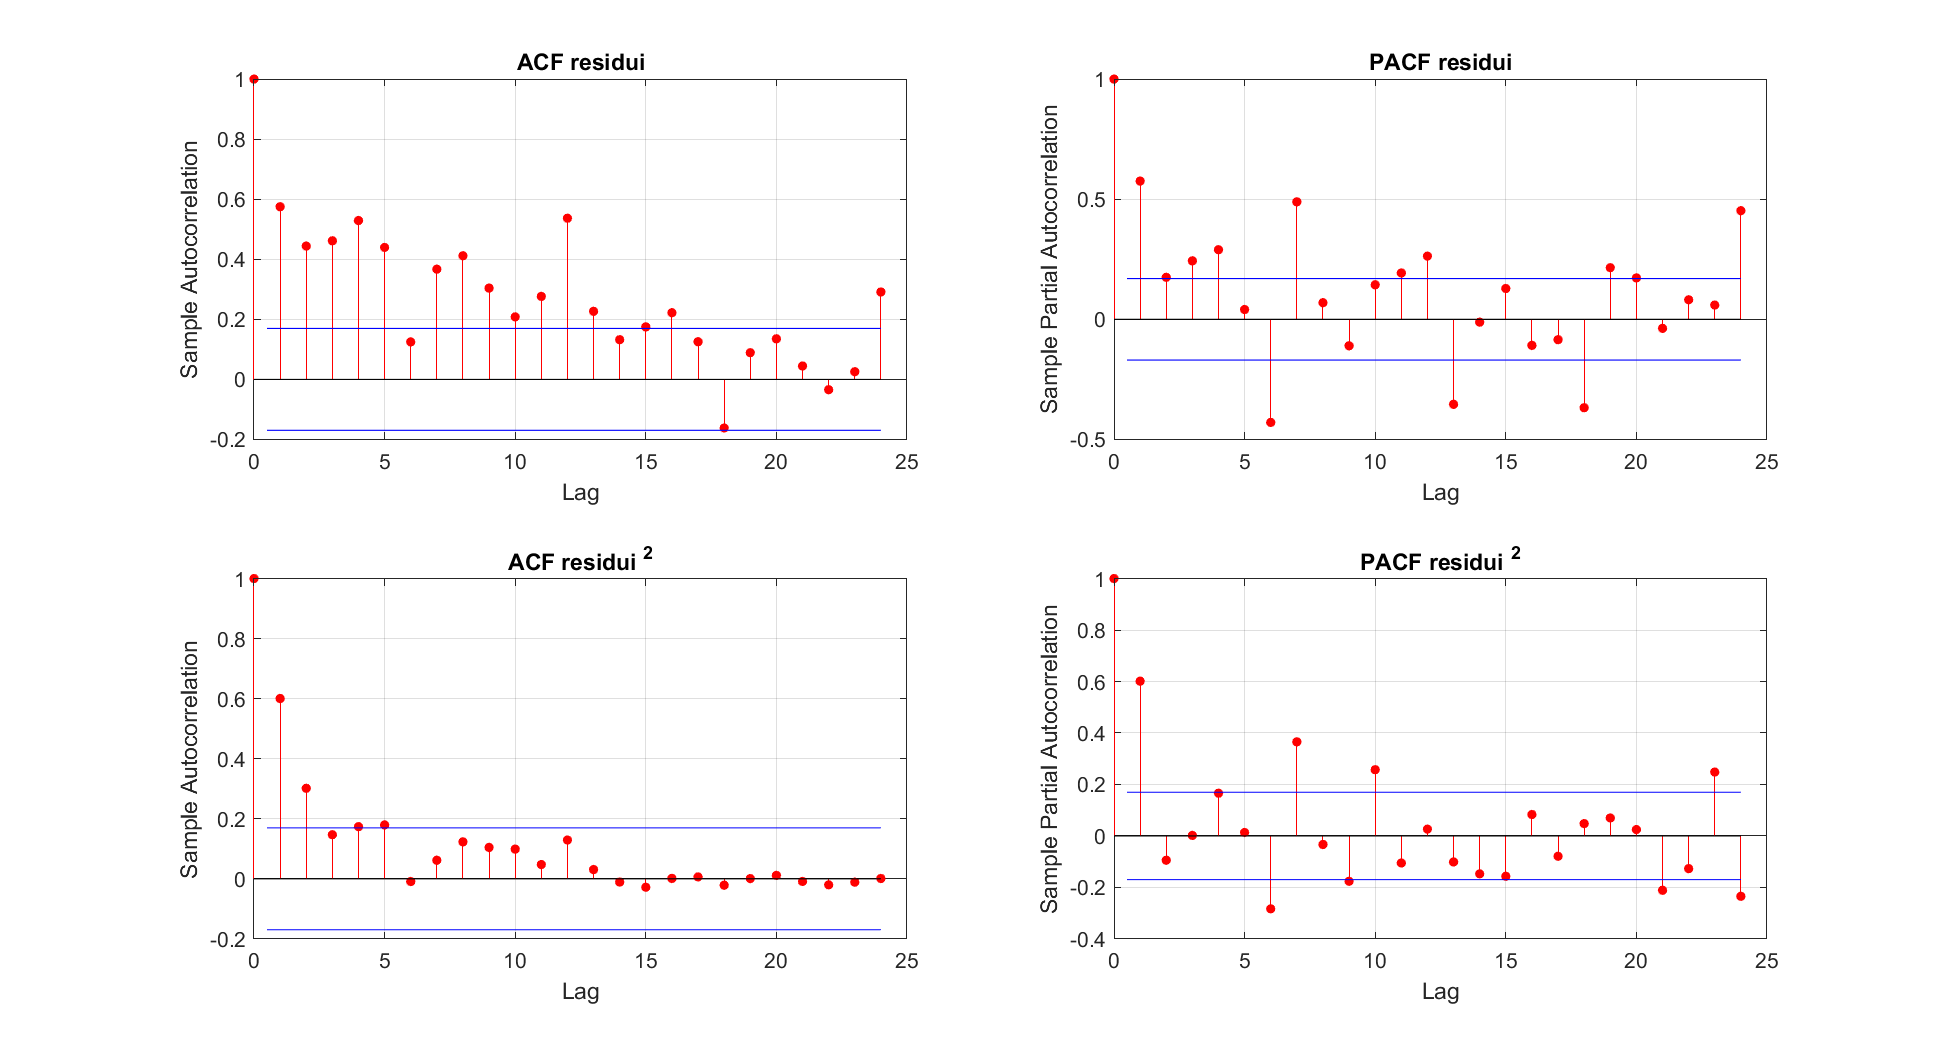 ACF residui
Sample Autocorrelation
1
0.8
0.6
0.4
0.2
0
-0.2
0 5 10 15 20 25
Lag
PACF residui
Sample Partial Autocorrelation
1
0.5
0
-0.5
0 5 10 15 20 25
Lag
ACF residui 2
Sample Autocorrelation
1
0.8
0.6
0.4
0.2
0
-0.2
0 5 10 15 20 25
Lag
PACF residui 2
Sample Partial Autocorrelation
1
0.8
0.6
0.4
0.2
0
-0.2
-0.4
0 5 10 15 20 25
Lag